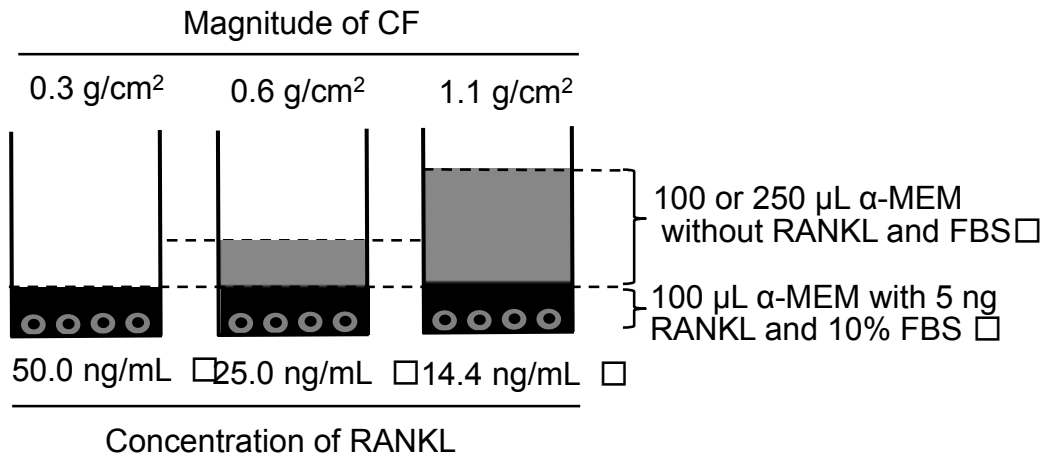 Magnitude of CF
0.3 g/cm²
0.6 g/cm²
1.1 g/cm²
100 or 250 µL α-MEM
without RANKL and FBS□
100 µL α-MEM with 5 ng
RANKL and 10% FBS □
50.0 ng/mL □
25.0 ng/mL □
14.4 ng/mL □
Concentration of RANKL